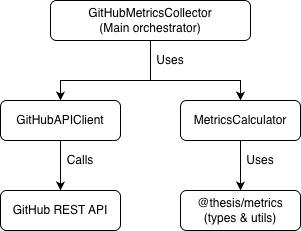 GitHubMetricsCollector
(Main orchestrator)
Uses
GitHubAPIClient
MetricsCalculator
Calls
Uses
GitHub REST API
@thesis/metrics
(types & utils)